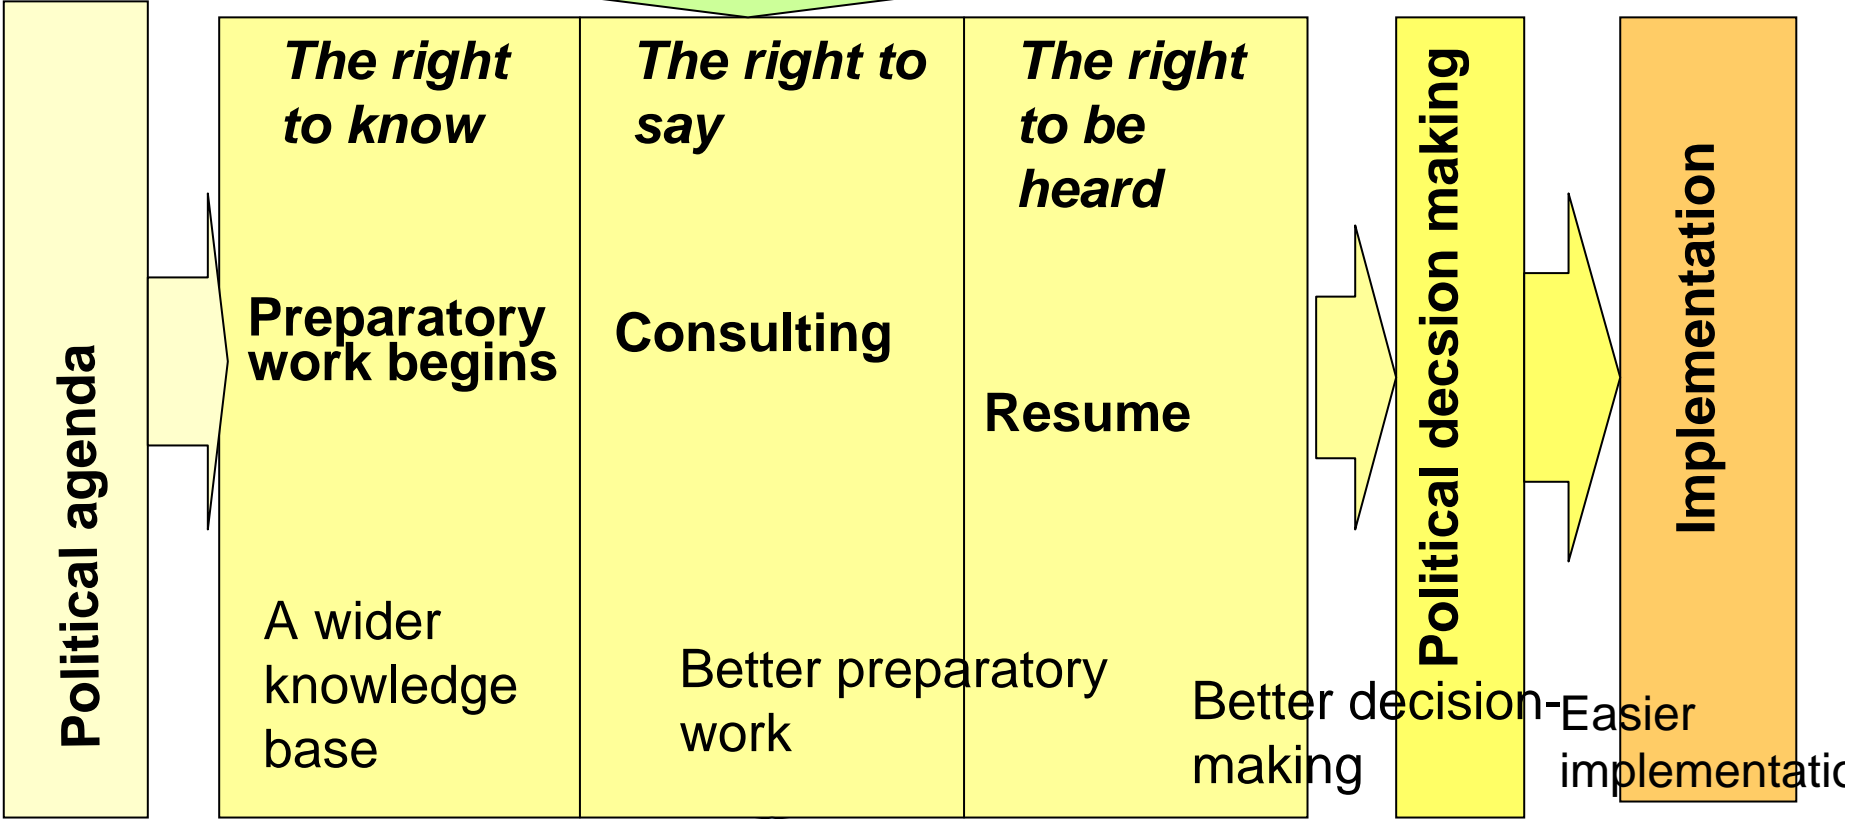 Political agenda
The right
to know
Preparatory
work begins
A wider
knowledge
base
The right to
say
Consulting
Better preparatory
work
The right
to be
heard
Resume
Better decision-
making
Political decsion making
Implementation
Easier
implementatic